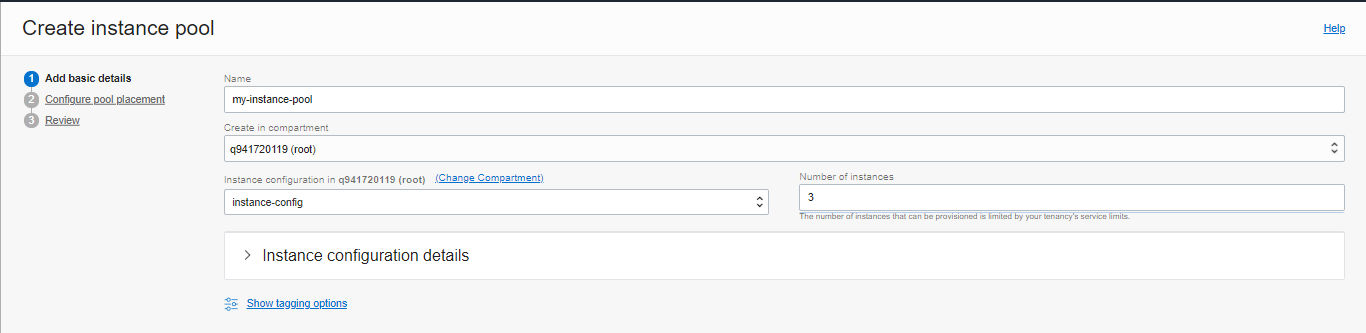 Create instance pool
Help
1 Add basic details
2 Configure pool placement
3 Review
Name
my-instance-pool
Create in compartment
q941720119 (root)
Instance configuration in q941720119 (root) (Change Compartment)
instance-config
Number of instances
3
The number of instances that can be provisioned is limited by your tenancy's service limits.
Instance configuration details
Show tagging options